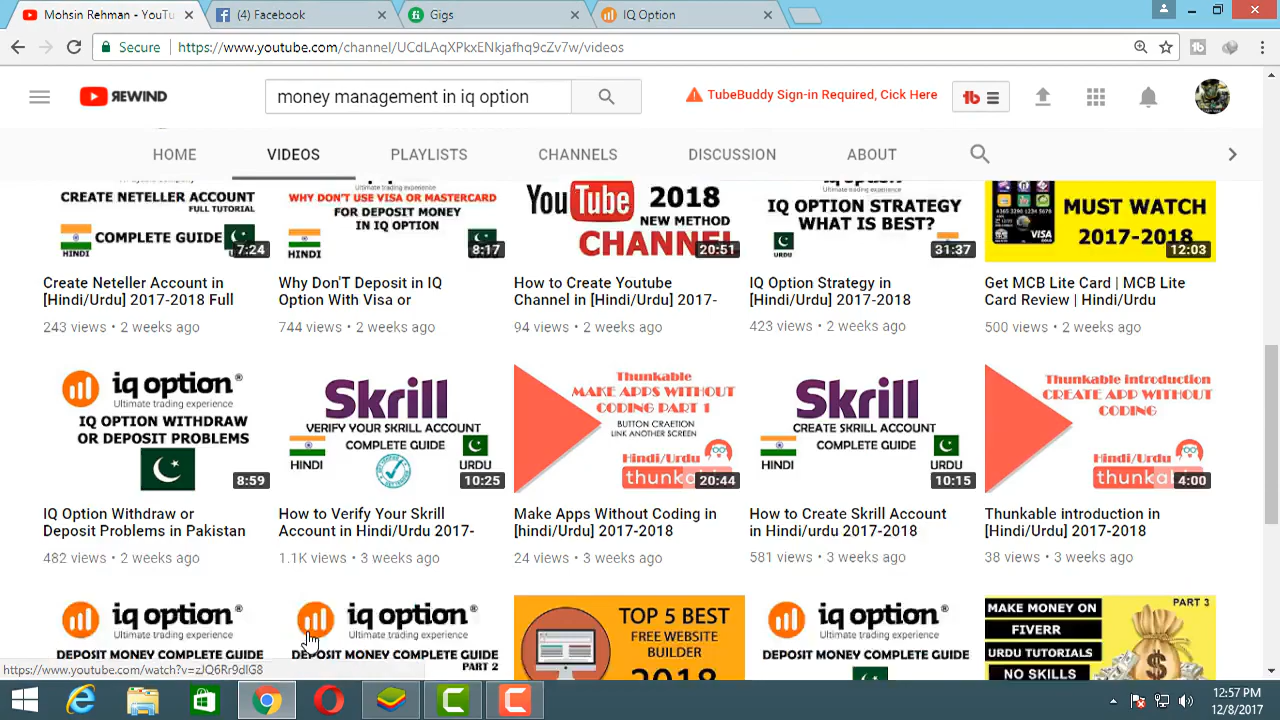 Mohsin Rehman - YouTu
(4) Facebook
Gigs
IQ Option
Secure
https://www.youtube.com/channel/UCdLAqXPkxENkjafhq9cZv7w/videos
REWIND
money management in iq option
TubeBuddy Sign-in Required, Cick Here
HOME
VIDEOS
PLAYLISTS
CHANNELS
DISCUSSION
ABOUT
Ultimate trading experience
CREATE NETELLER ACCOUNT
FULL TUTORIAL
COMPLETE GUIDE
HINDI
7:24
Create Neteller Account in
[Hindi/Urdu] 2017-2018 Full
243 views • 2 weeks ago
Ultimate trading experience
WHY DON'T USE VISA OR MASTERCARD
FOR DEPOSIT MONEY
IN IQ OPTION
HINDI
8:17
Why Don'T Deposit in IQ
Option With Visa or
744 views • 2 weeks ago
YouTube 2018
NEW METHOD
CHANNEL
20:51
How to Create Youtube
Channel in [Hindi/Urdu] 2017-
94 views • 2 weeks ago
Ultimate trading experience
IQ OPTION STRATEGY
WHAT IS BEST?
URDU
31:37
IQ Option Strategy in
[Hindi/Urdu] 2017-2018
423 views • 2 weeks ago
VISA
MUST WATCH
2017-2018
12:03
Get MCB Lite Card | MCB Lite
Card Review | Hindi/Urdu
500 views • 2 weeks ago
iq option®
Ultimate trading experience
IQ OPTION WITHDRAW
OR DEPOSIT PROBLEMS
8:59
IQ Option Withdraw or
Deposit Problems in Pakistan
482 views • 2 weeks ago
Skrill
VERIFY YOUR SKRILL ACCOUNT
COMPLETE GUIDE
HINDI
URDU
10:25
How to Verify Your Skrill
Account in Hindi/Urdu 2017-
1.1K views • 3 weeks ago
Thunkable
MAKE APPS WITHOUT
CODING PART 1
BUTTON CRAETION
LINK ANOTHER SCREEN
Hindi/Urdu
thunka
20:44
Make Apps Without Coding in
[hindi/Urdu] 2017-2018
24 views • 3 weeks ago
Skrill
CREATE SKRILL ACCOUNT
COMPLETE GUIDE
HINDI
URDU
10:15
How to Create Skrill Account
in Hindi/urdu 2017-2018
581 views • 3 weeks ago
Thunkable introduction
CREATE APP WITHOUT
CODING
Hindi/Urdu
thunka
4:00
Thunkable introduction in
[Hindi/Urdu] 2017-2018
38 views • 3 weeks ago
iq option®
Ultimate trading experience
DEPOSIT MONEY COMPLETE GUIDE
iq option®
Ultimate trading experience
DEPOSIT MONEY COMPLETE GUIDE
PART 2
TOP 5 BEST
FREE WEBSITE
BUILDER
2018
iq option®
Ultimate trading experience
DEPOSIT MONEY COMPLETE GUIDE
MAKE MONEY ON
FIVERR
URDU TUTORIALS
NO SKILLS
PART 3
$
https://www.youtube.com/watch?v=zJQ6Rr9dlG8
12:57 PM
12/8/2017